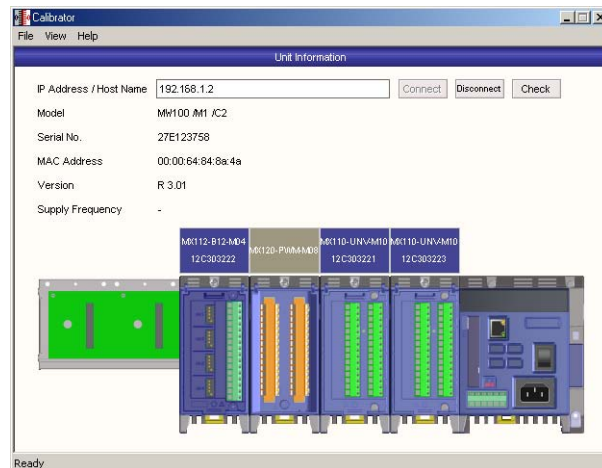 Calibrator
File View Help
Unit Information
IP Address / Host Name 192.168.1.2 Connect Disconnect Check
Model MW100 /M1 /C2
Serial No. 27E123758
MAC Address 00:00:64:84:8a:4a
Version R 3.01
Supply Frequency -
MX112-B12-M04 MX120-PWM-M08 MX110-UNV-M10 MX110-UNV-M10
12C303222 12C303221 12C303223
Ready